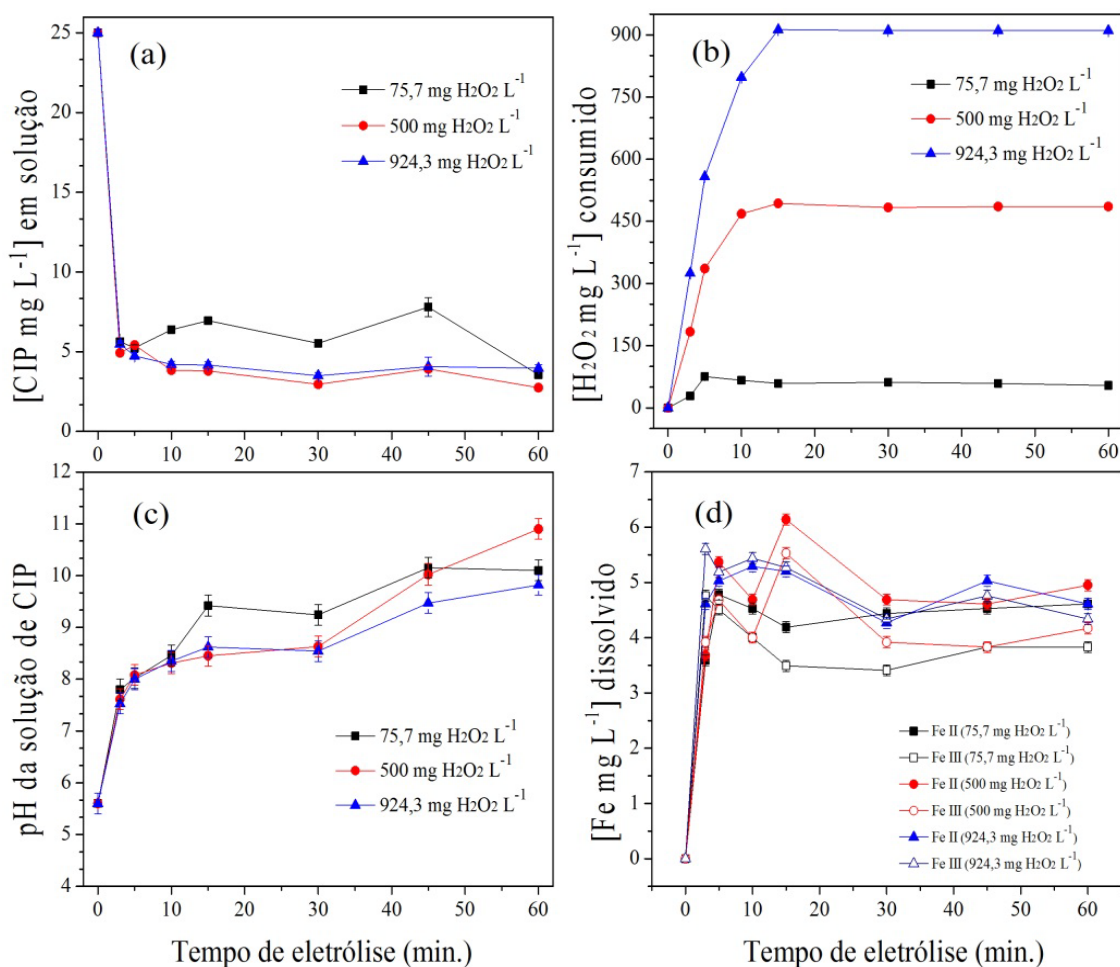 (a)
75,7 mg H2O2 L-1
500 mg H2O2 L-1
924,3 mg H2O2 L-1
[CIP mg L-1] em solução
25
20
15
10
5
0
0 10 20 30 40 50 60
(b)
75,7 mg H2O2 L-1
500 mg H2O2 L-1
924,3 mg H2O2 L-1
[H2O2 mg L-1] consumido
900
750
600
450
300
150
0
0 10 20 30 40 50 60
(c)
75,7 mg H2O2 L-1
500 mg H2O2 L-1
924,3 mg H2O2 L-1
pH da solução de CIP
12
11
10
9
8
7
6
5
4
0 10 20 30 40 50 60
Tempo de eletrólise (min.)
(d)
Fe II (75,7 mg H2O2 L-1)
Fe III (75,7 mg H2O2 L-1)
Fe II (500 mg H2O2 L-1)
Fe III (500 mg H2O2 L-1)
Fe II (924,3 mg H2O2 L-1)
Fe III (924,3 mg H2O2 L-1)
[Fe mg L-1] dissolvido
7
6
5
4
3
2
1
0
0 10 20 30 40 50 60
Tempo de eletrólise (min.)